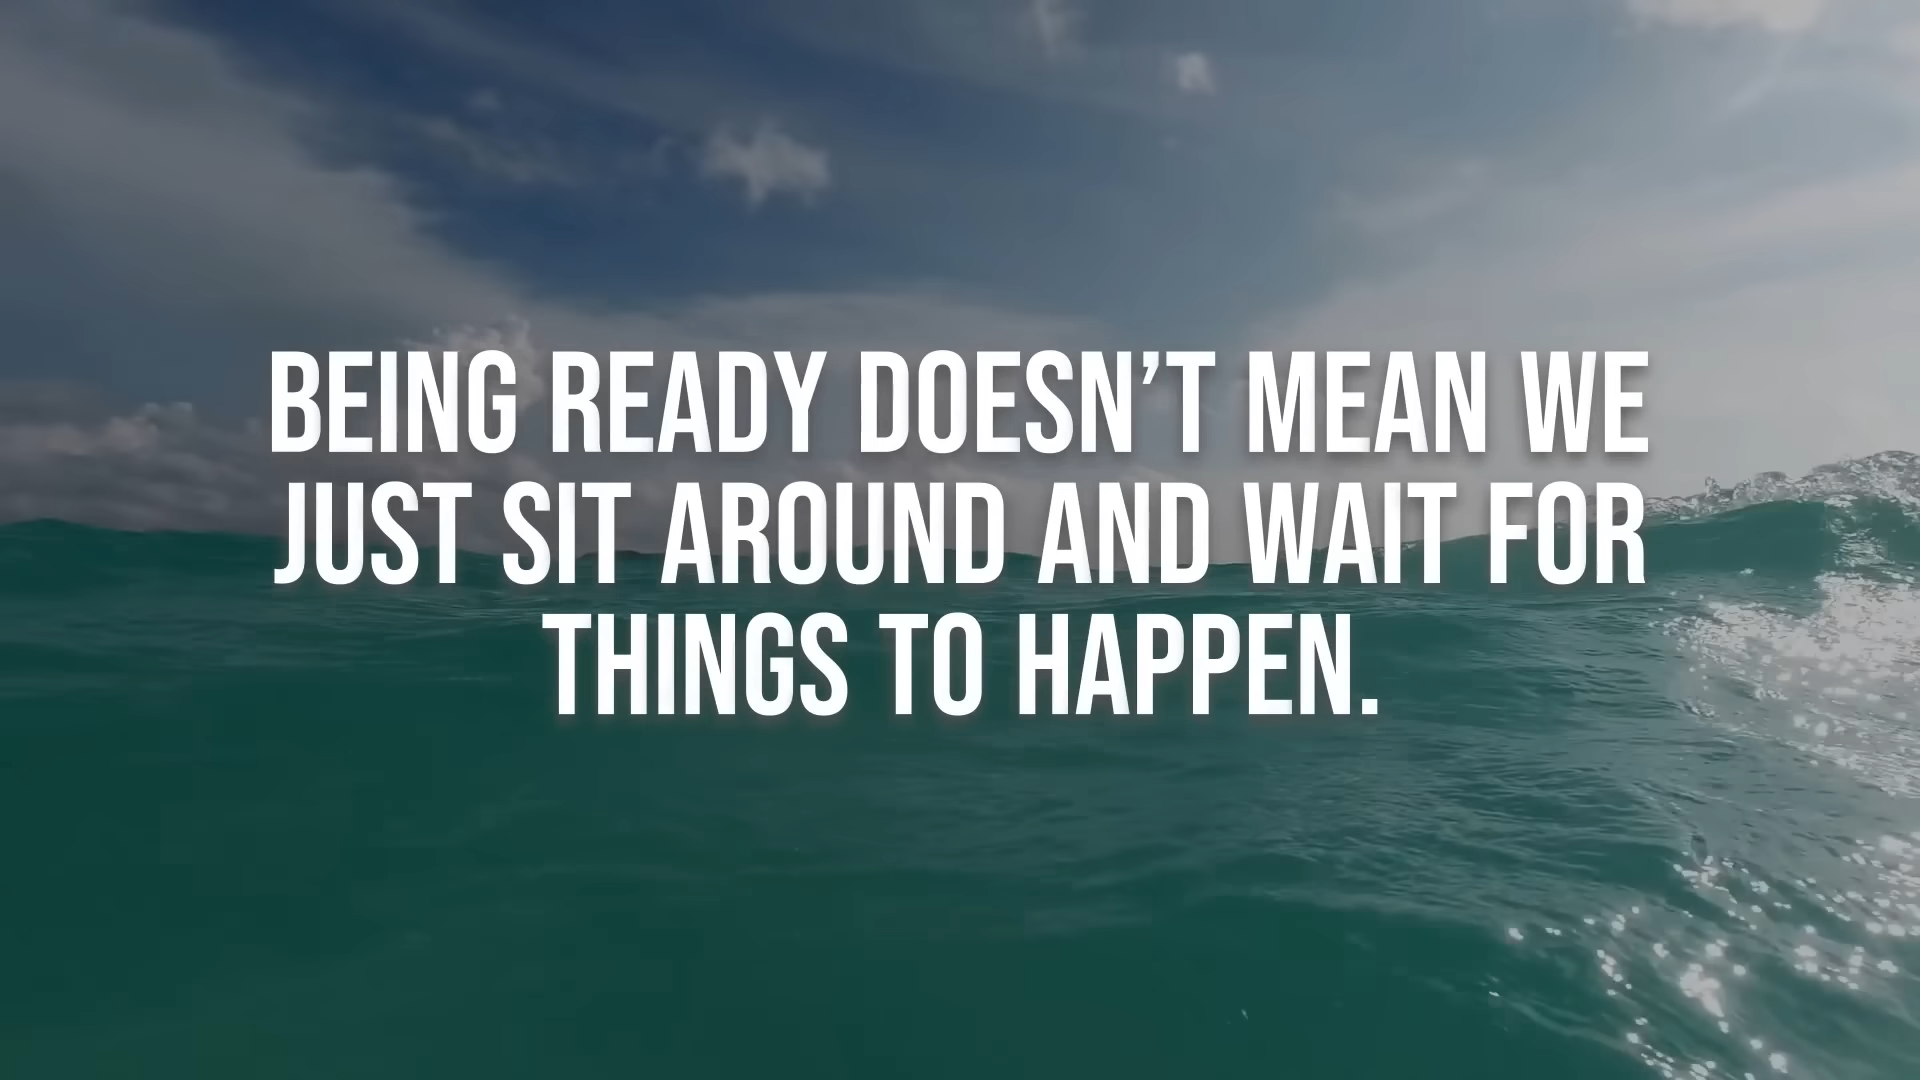 BEING READY DOESN’T MEAN WE
JUST SIT AROUND AND WAIT FOR
THINGS TO HAPPEN.